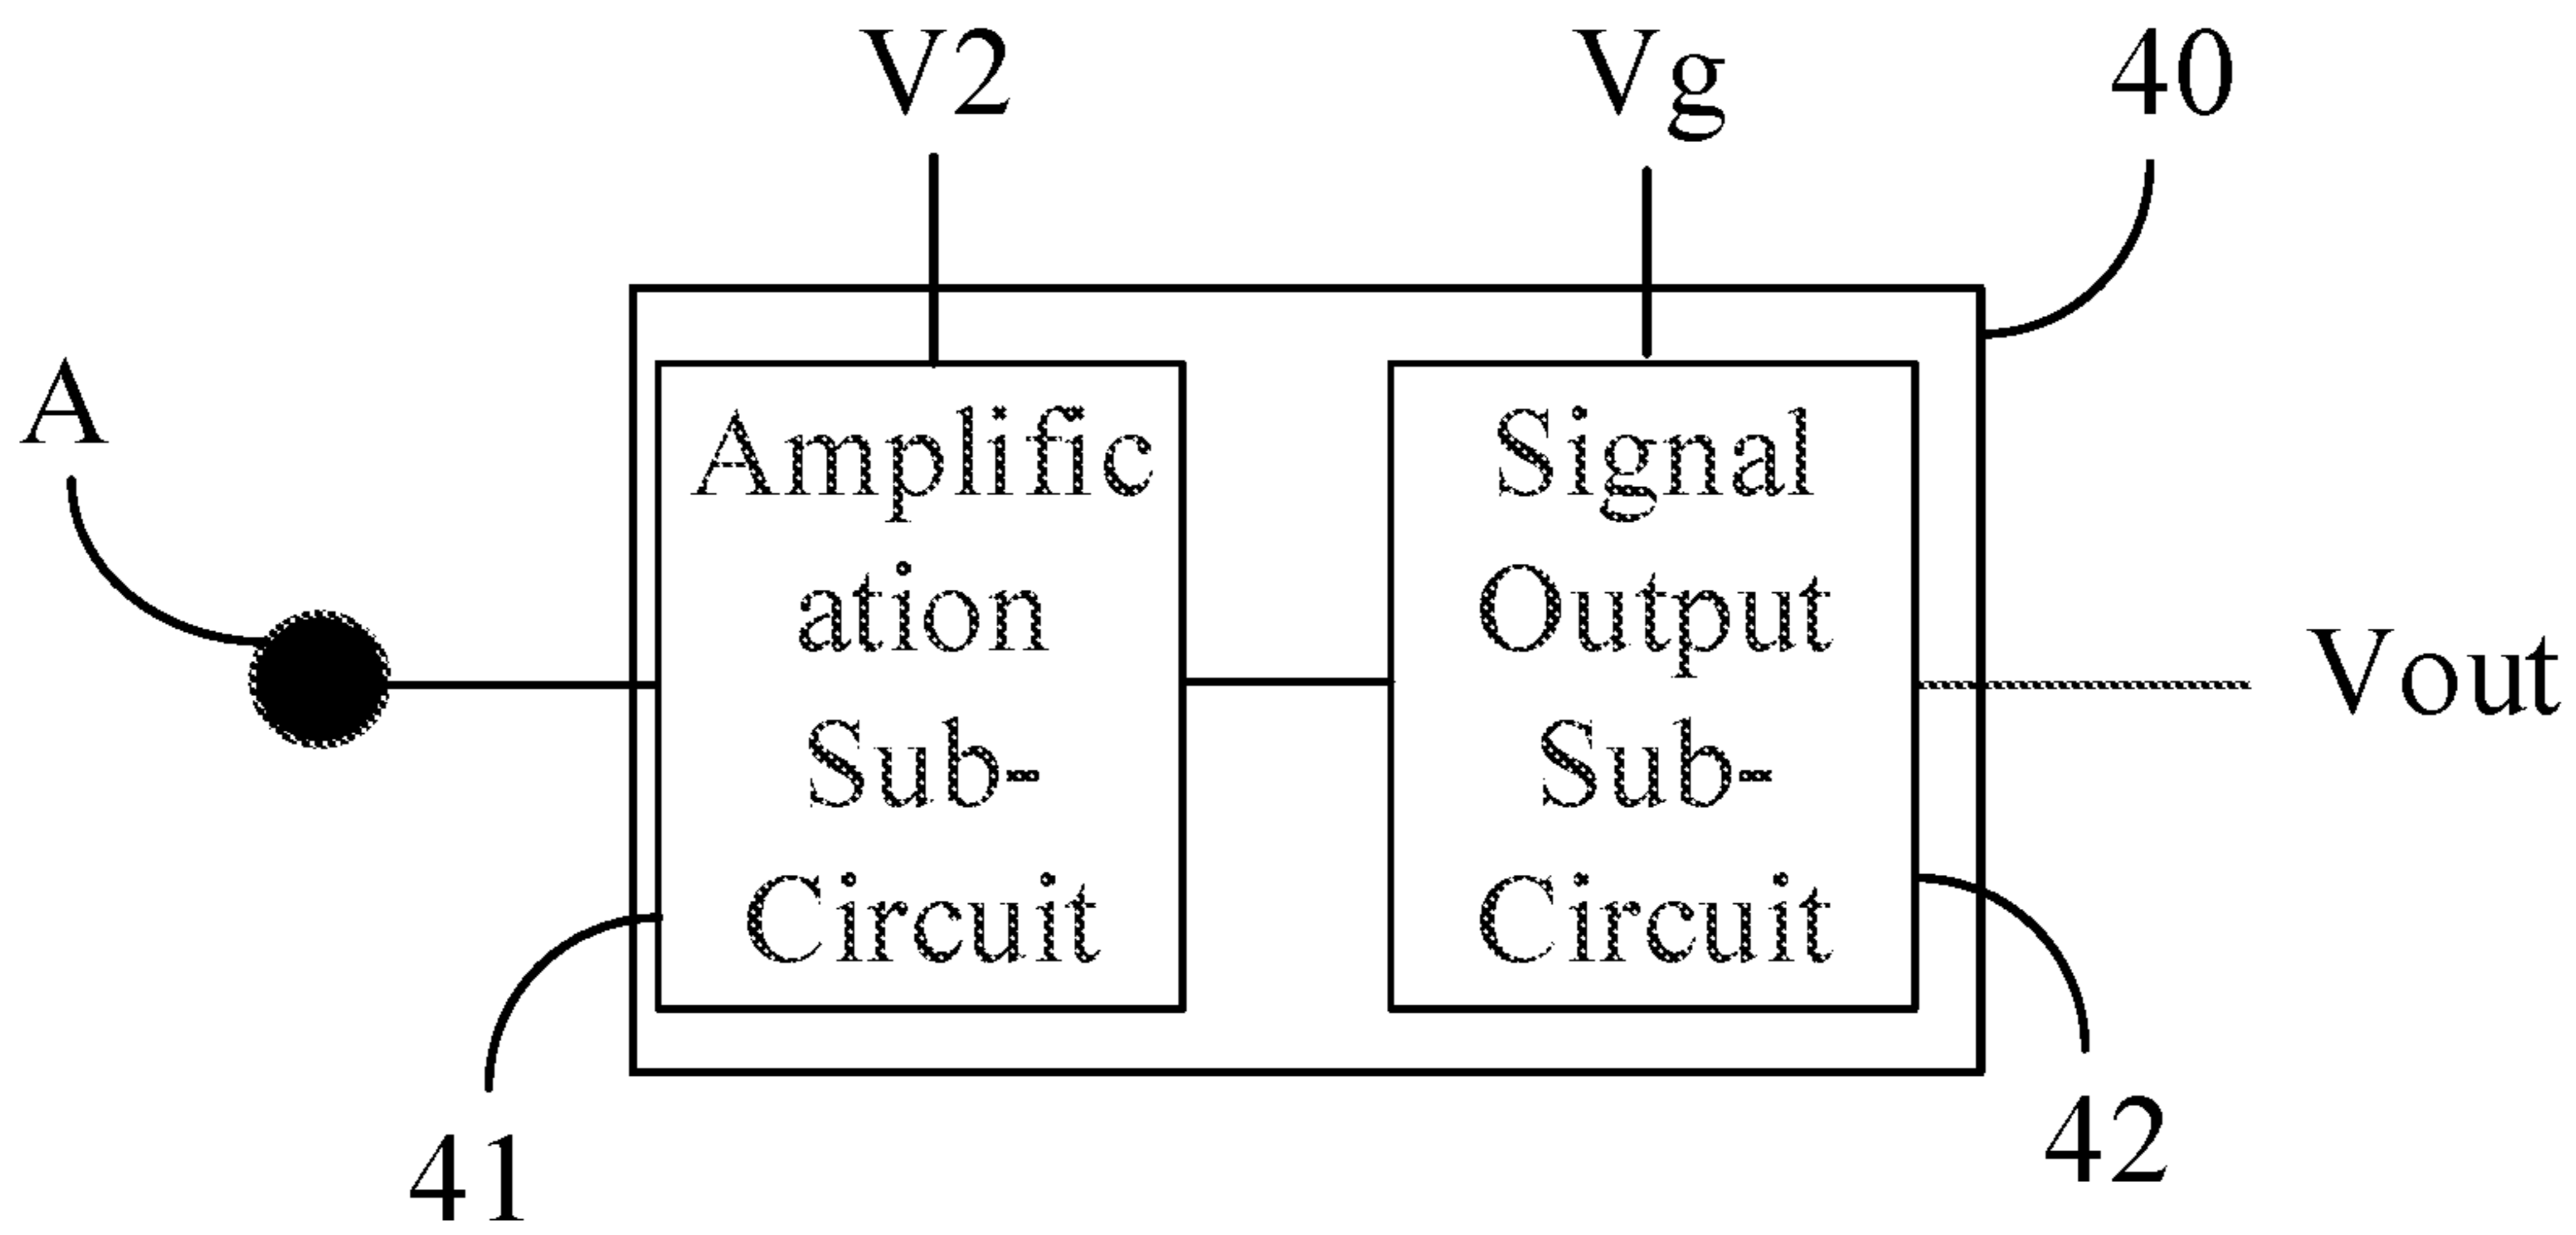 V2
Vg
40
A
Amplific
ation
Sub-
Circuit
Signal
Output
Sub-
Circuit
Vout
41
42